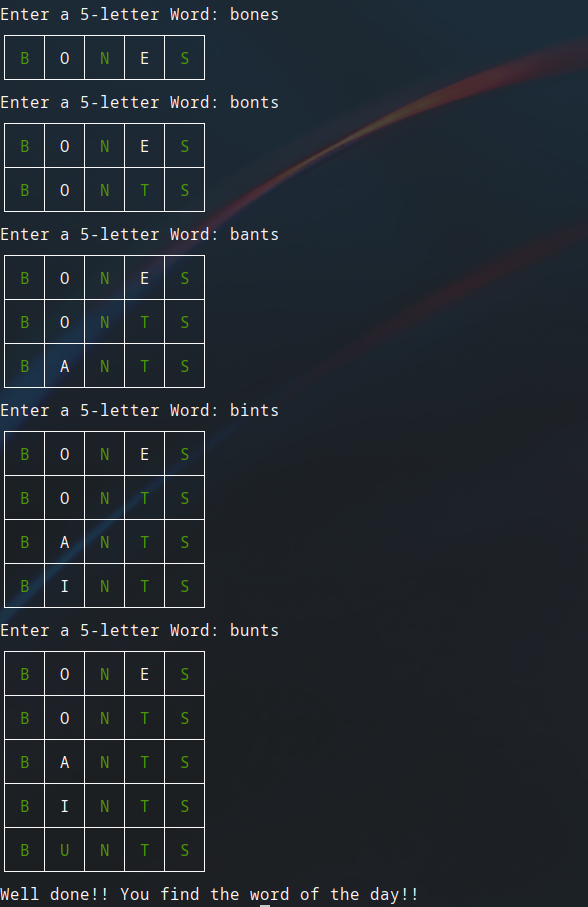 Enter a 5-letter Word: bones
B O N E S
Enter a 5-letter Word: bonts
B O N E S
B O N T S
Enter a 5-letter Word: bants
B O N E S
B O N T S
B A N T S
Enter a 5-letter Word: bints
B O N E S
B O N T S
B A N T S
B I N T S
Enter a 5-letter Word: bunts
B O N E S
B O N T S
B A N T S
B I N T S
B U N T S
Well done!! You find the word of the day!!